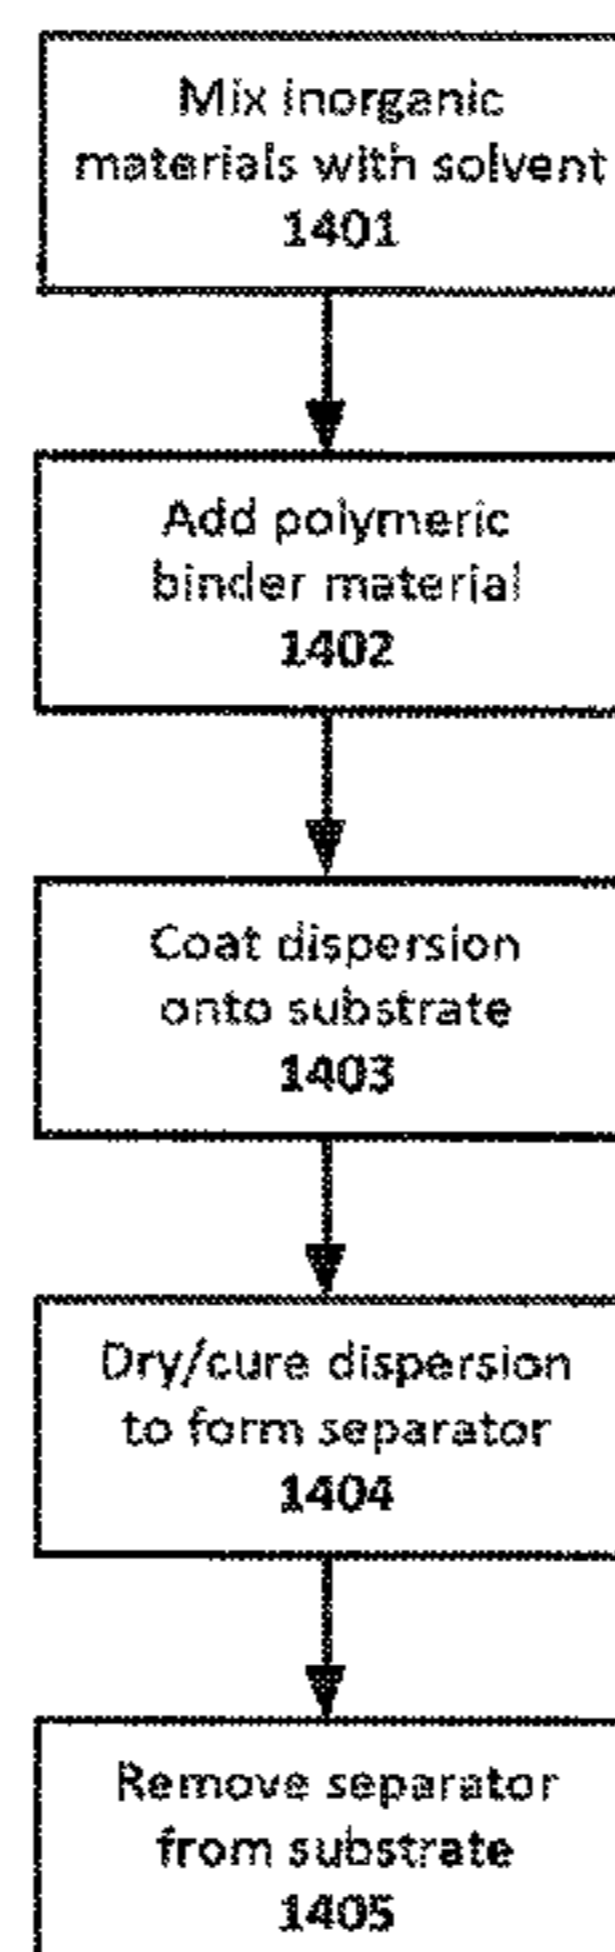 Mix inorganic
materials with solvent
1401
Add polymeric
binder material
1402
Coat dispersion
onto substrate
1403
Dry/cure dispersion
to form separator
1404
Remove separator
from substrate
1405